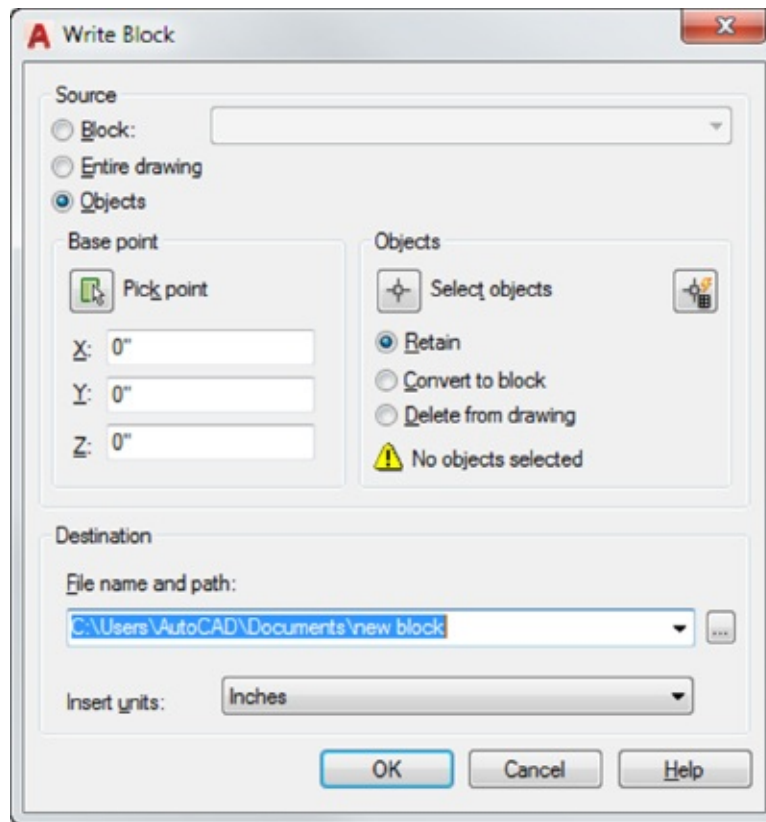 Write Block
Source
Block:
Entire drawing
Objects
Base point
Pick point
X: 0"
Y: 0"
Z: 0"
Objects
Select objects
Retain
Convert to block
Delete from drawing
No objects selected
Destination
File name and path:
C:\Users\AutoCAD\Documents\new block
...
Insert units: Inches
OK Cancel Help